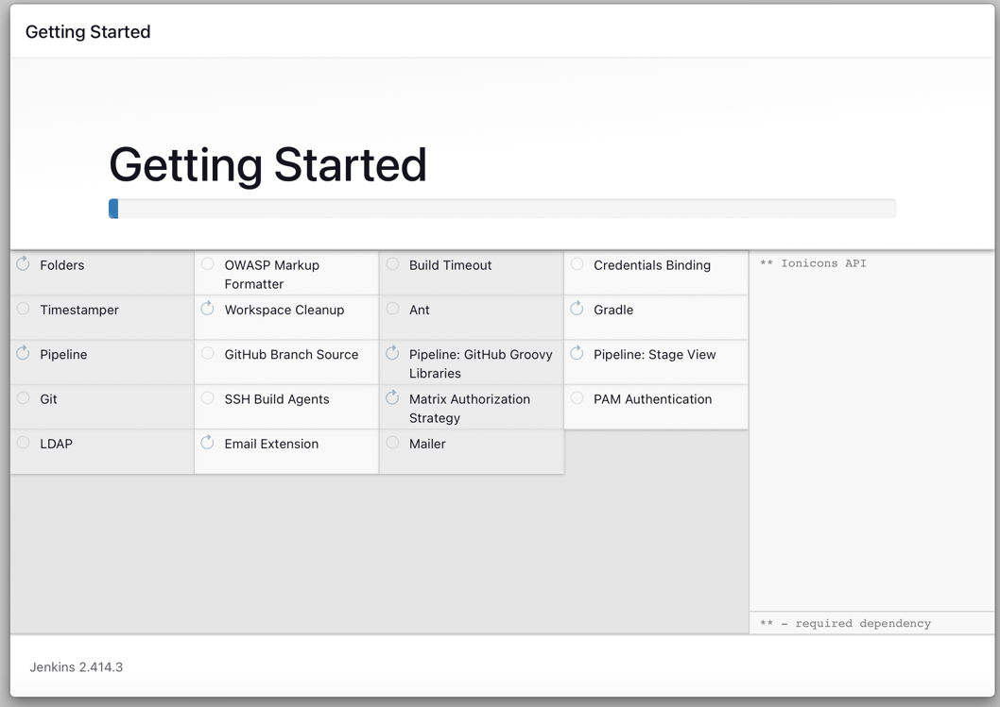 Getting Started
Getting Started
Folders
OWASP Markup
Formatter
Build Timeout
Credentials Binding
** Ionicons API
Timestamper
Workspace Cleanup
Ant
Gradle
Pipeline
GitHub Branch Source
Pipeline: GitHub Groovy
Libraries
Pipeline: Stage View
Git
SSH Build Agents
Matrix Authorization
Strategy
PAM Authentication
LDAP
Email Extension
Mailer
** - required dependency
Jenkins 2.414.3